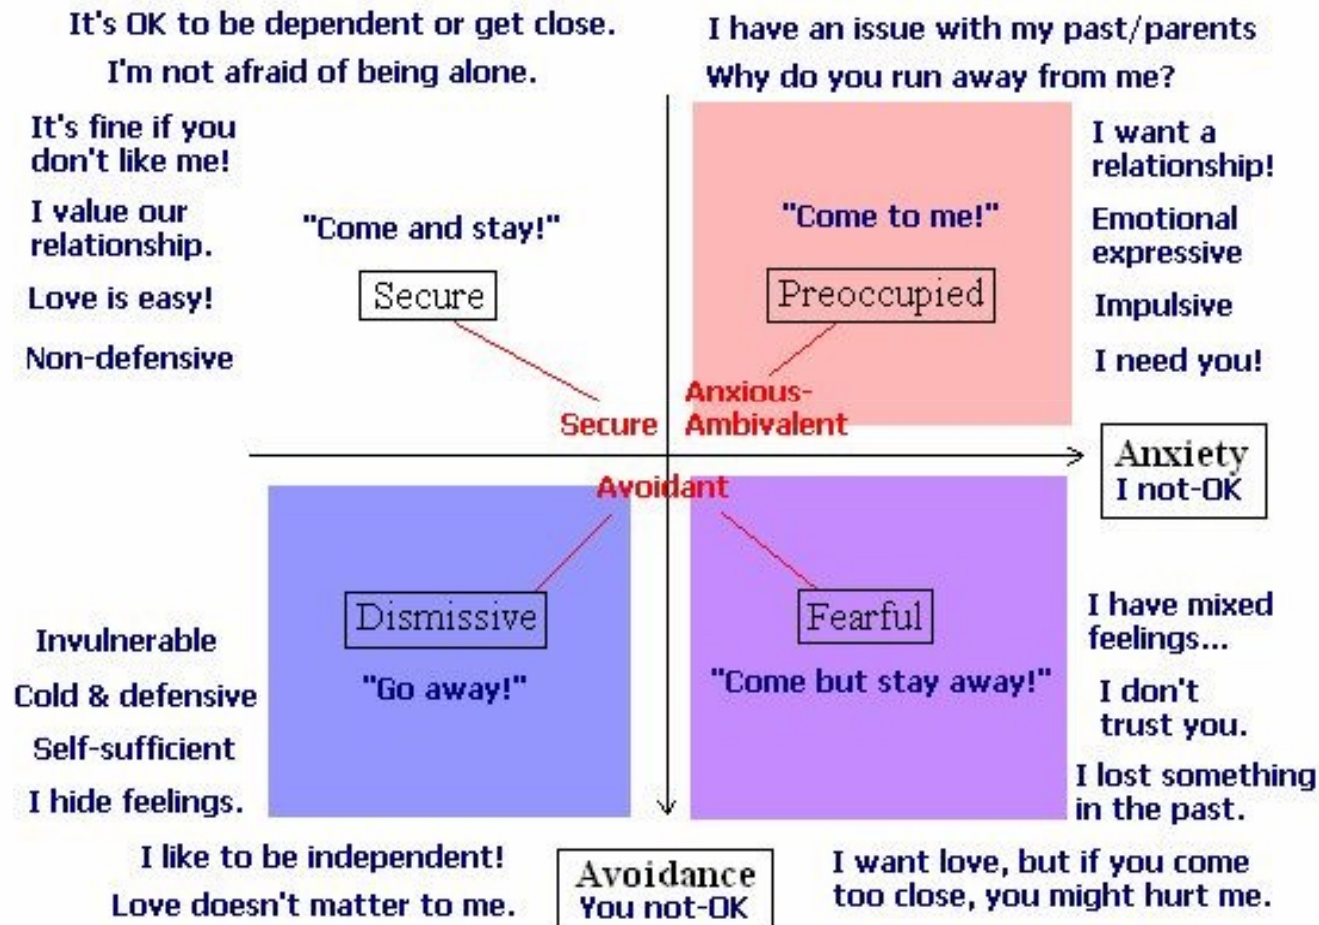 It's OK to be dependent or get close.
I'm not afraid of being alone.
I have an issue with my past/parents
Why do you run away from me?
It's fine if you
don't like me!
I value our
relationship.
Love is easy!
Non-defensive
"Come and stay!"
Secure
"Come to me!"
Preoccupied
I want a
relationship!
Emotional
expressive
Impulsive
I need you!
Secure
Anxious-
Ambivalent
Avoidant
Anxiety
I not-OK
Invulnerable
Cold & defensive
Self-sufficient
I hide feelings.
Dismissive
"Go away!"
Fearful
"Come but stay away!"
I have mixed
feelings...
I don't
trust you.
I lost something
in the past.
I like to be independent!
Love doesn't matter to me.
Avoidance
You not-OK
I want love, but if you come
too close, you might hurt me.